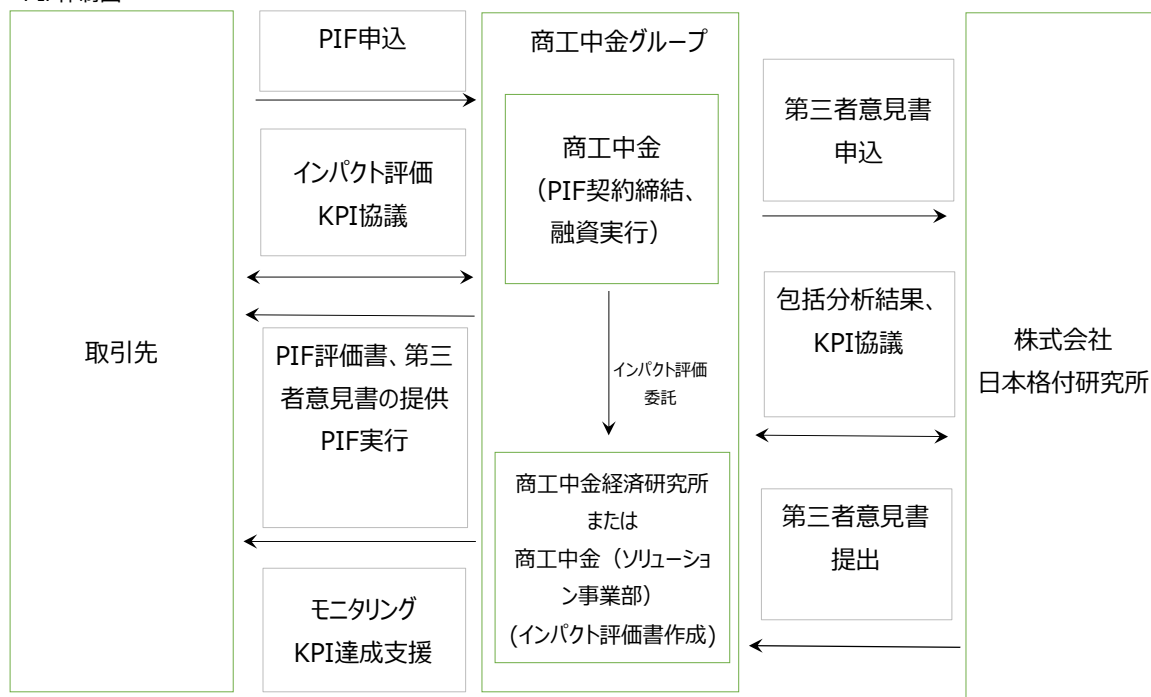 取引先
PIF申込
インパクト評価
KPI協議
PIF評価書、第三
者意見書の提供
PIF実行
モニタリング
KPI達成支援
商工中金グループ
商工中金
（PIF契約締結、
融資実行）
インパクト評価
委託
商工中金経済研究所
または
商工中金（ソリューショ
ン事業部）
(インパクト評価書作成)
第三者意見書
申込
包括分析結果、
KPI協議
第三者意見書
提出
株式会社
日本格付研究所